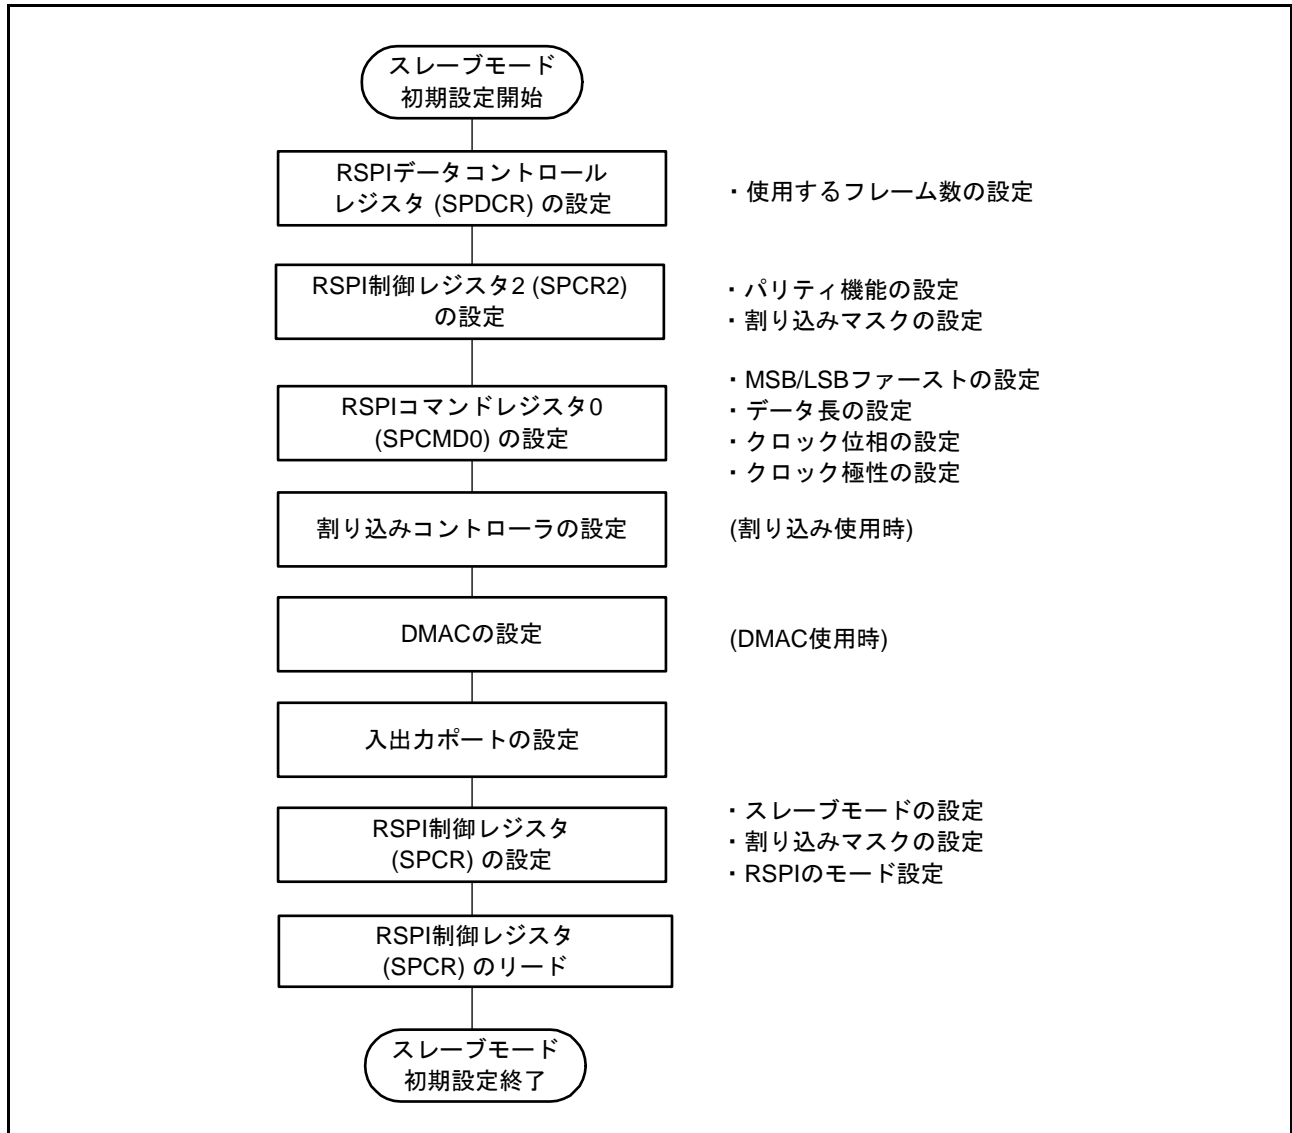 スレーブモード
初期設定開始
RSPIデータコントロール
レジスタ (SPDCR) の設定
・使用するフレーム数の設定
RSPI制御レジスタ2 (SPCR2)
の設定
・パリティ機能の設定
・割り込みマスクの設定
RSPIコマンドレジスタ0
(SPCMD0) の設定
・MSB/LSBファーストの設定
・データ長の設定
・クロック位相の設定
・クロック極性の設定
割り込みコントローラの設定
(割り込み使用時)
DMACの設定
(DMAC使用時)
入出力ポートの設定
RSPI制御レジスタ
(SPCR) の設定
・スレーブモードの設定
・割り込みマスクの設定
・RSPIのモード設定
RSPI制御レジスタ
(SPCR) のリード
スレーブモード
初期設定終了